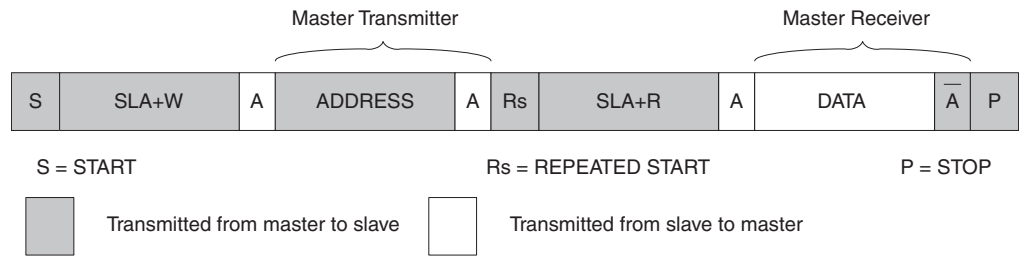 Master Transmitter Master Receiver
S SLA+W A ADDRESS A Rs SLA+R A DATA A̅ P
S = START Rs = REPEATED START P = STOP
Transmitted from master to slave Transmitted from slave to master